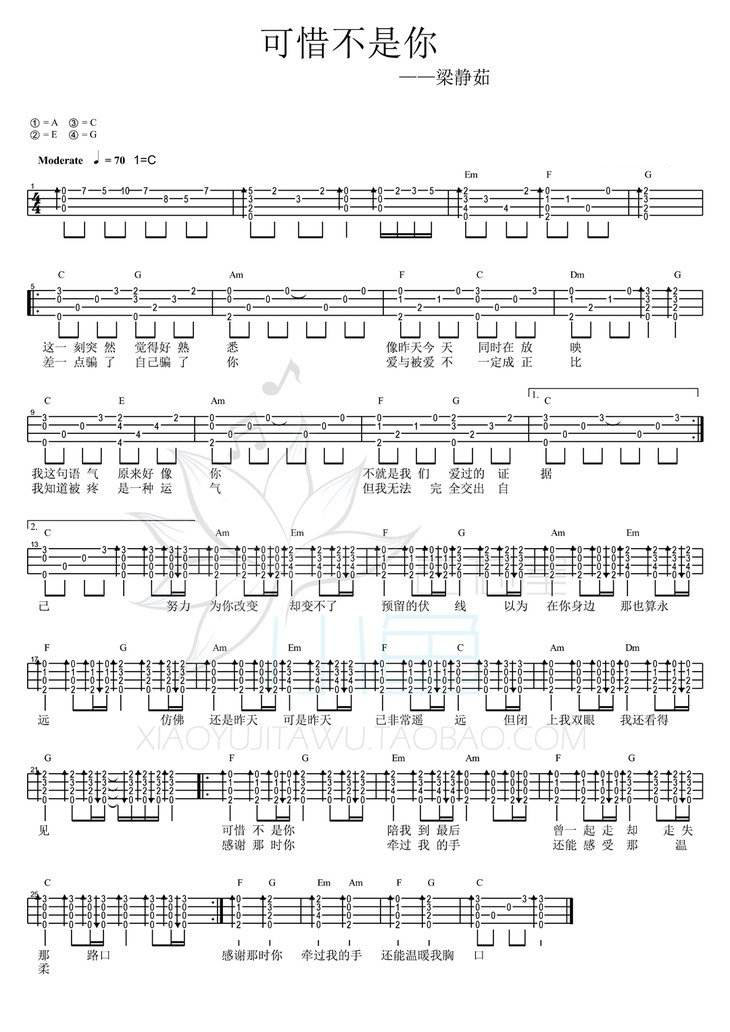 可惜不是你
——梁静茹
① = A ③ = C
② = E ④ = G
Moderate ♩ = 70 1=C
Em F G
C G Am F C Dm G
这一刻突然 觉得好熟 悉 像昨天今天 同时在放 映
差一点骗了 自己骗了 你 爱与被爱不 一定成正 比
1.
C E Am F G C
我这句语气 原来好像 你 不就是我们 爱过的证 据
我知道被疼 是一种运 气 但我无法 完全交出 自
2.
C Am Em F G Am Em
己 努力 为你改变 却变不了 预留的伏 线 以为 在你身边 那也算永
F G Am Em F C Am Dm
远 仿佛 还是昨天 可是昨天 已非常遥 远 但闭 上我双眼 我还看得
XIAOYUJITAWU.TAOBAO.COM
G F G Em Am F G
见 可惜不是你 陪我到最后 曾一起走却 走失
感谢那时你 牵过我的手 还能感受那 温
C F G Em Am F G C
那 路口 感谢那时你 牵过我的手 还能温暖我胸 口
柔